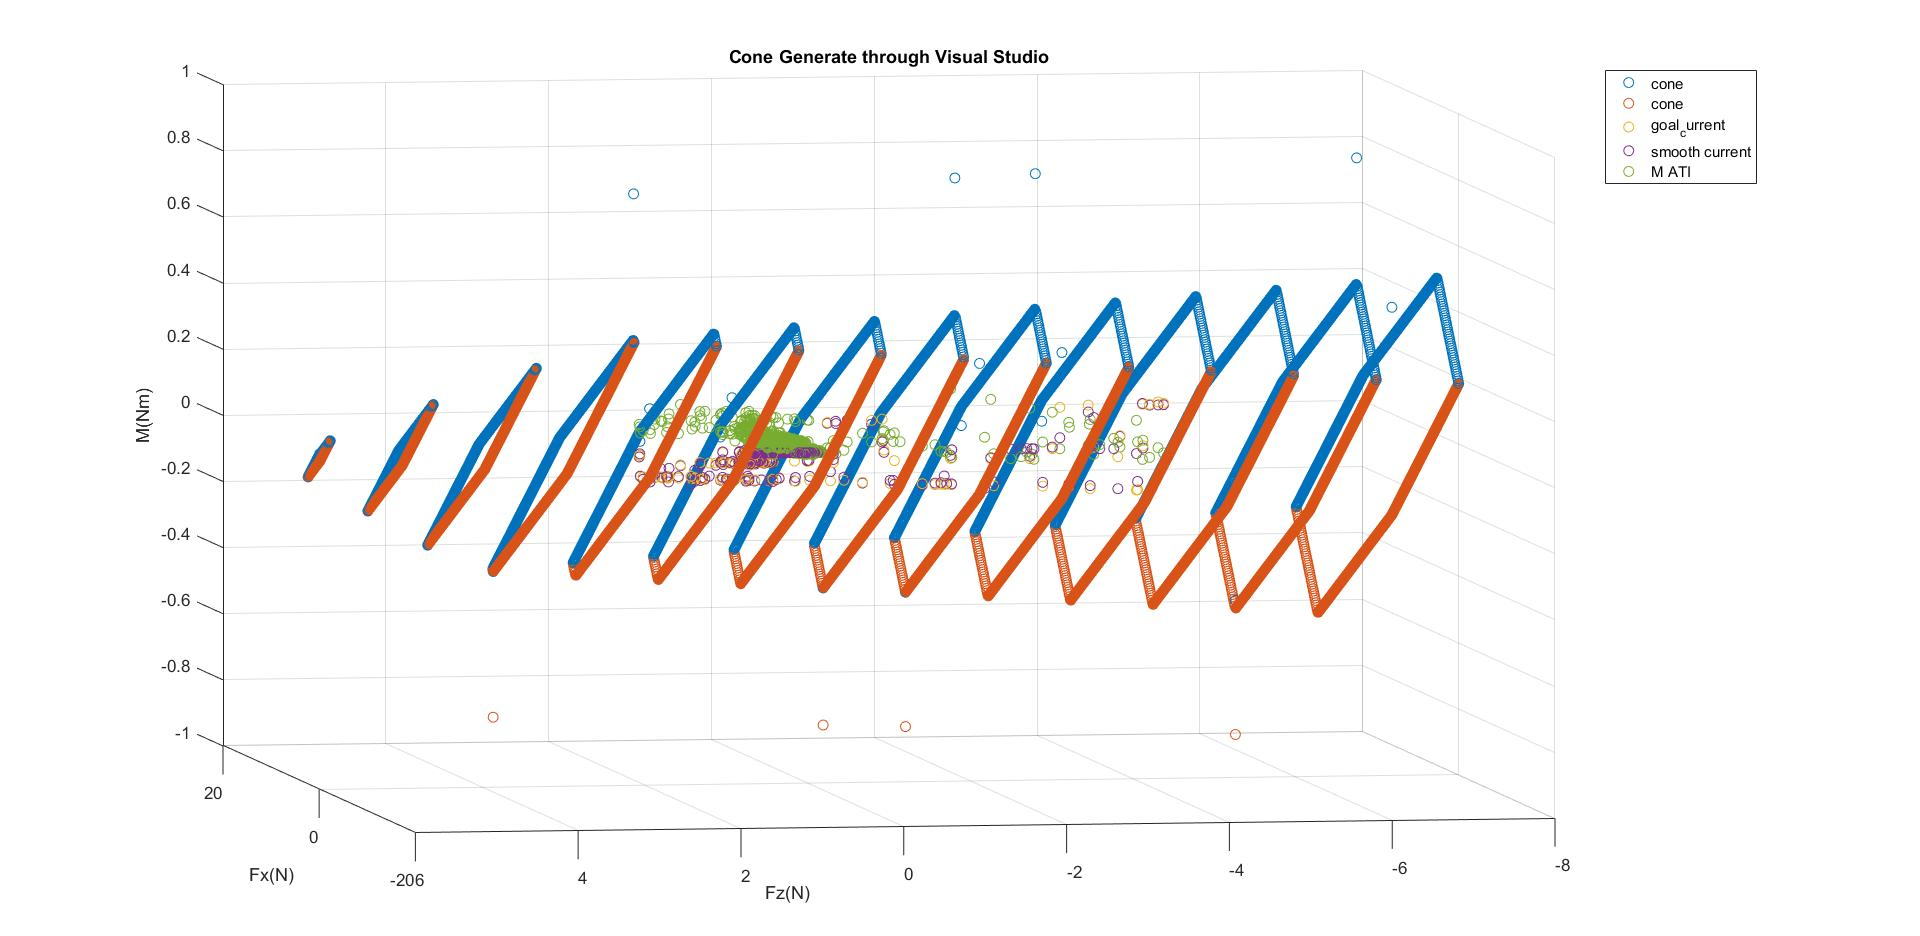 Cone Generate through Visual Studio
cone
cone
goal_current
smooth current
M ATI
1
0.8
0.6
0.4
0.2
0
-0.2
-0.4
-0.6
-0.8
-1
M(Nm)
20
0
-206
4
2
0
-2
-4
-6
-8
Fx(N)
Fz(N)